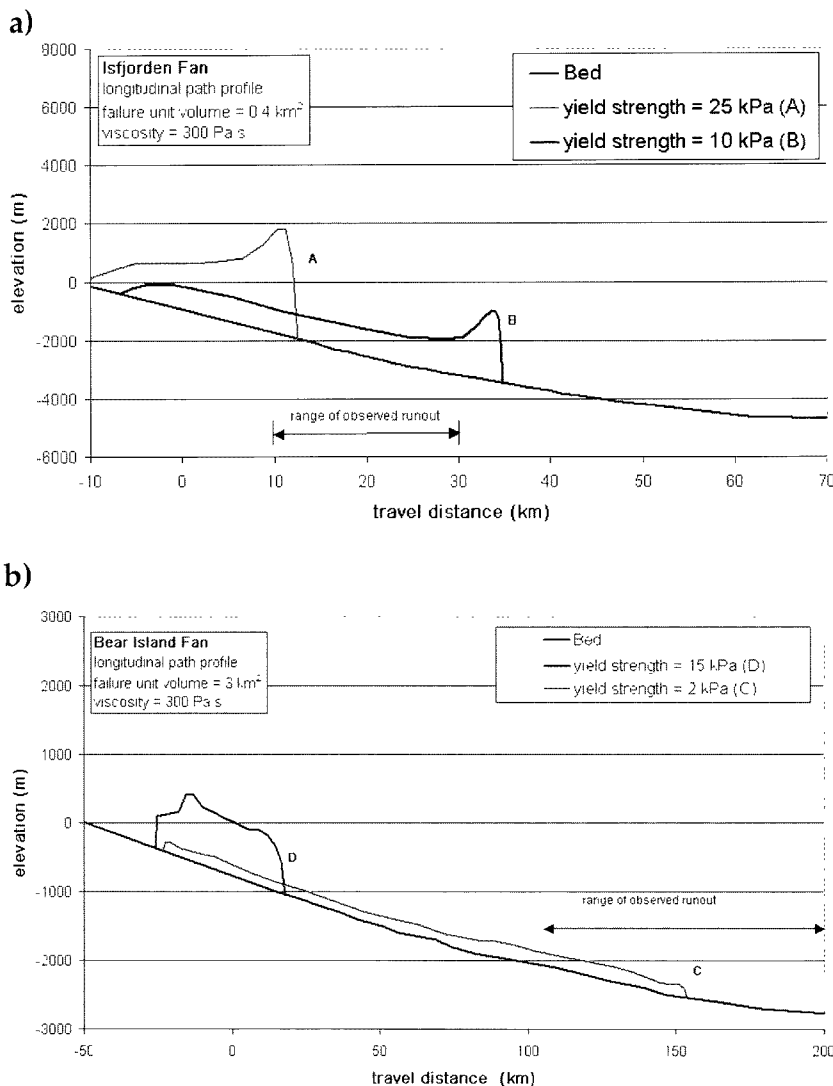 a)
Isfjorden Fan
longitudinal path profile
failure unit volume = 0.4 km²
viscosity = 300 Pa s
Bed
yield strength = 25 kPa (A)
yield strength = 10 kPa (B)
elevation (m)
8000
6000
4000
2000
0
-2000
-4000
-6000
A
B
range of observed runout
-10 0 10 20 30 40 50 60 70
travel distance (km)
b)
Bear Island Fan
longitudinal path profile
failure unit volume = 3 km²
viscosity = 300 Pa s
Bed
yield strength = 15 kPa (D)
yield strength = 2 kPa (C)
elevation (m)
3000
2000
1000
0
-1000
-2000
-3000
D
C
range of observed runout
-50 0 50 100 150 200
travel distance (km)